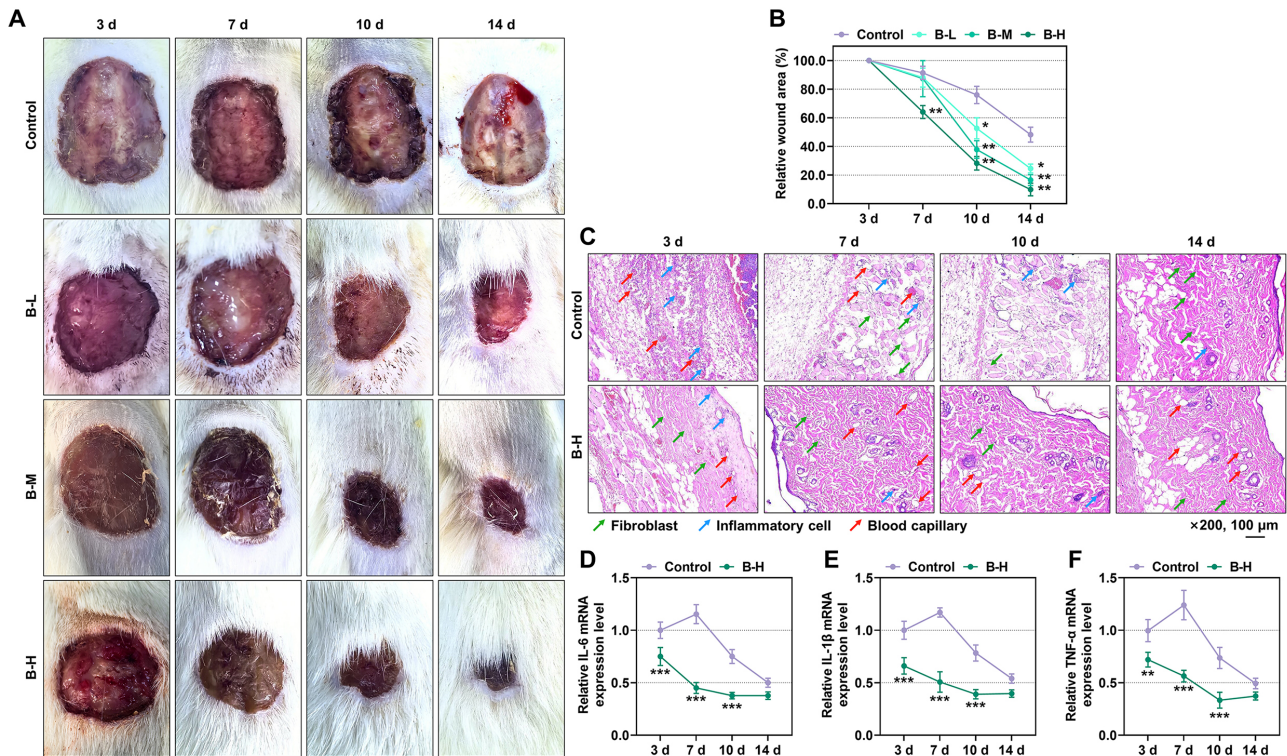 A
3 d 7 d 10 d 14 d
Control
B-L
B-M
B-H
B
Control B-L B-M B-H
Relative wound area (%)
100.0
80.0
60.0
40.0
20.0
0.0
**
*
**
**
*
**
**
3 d 7 d 10 d 14 d
C
3 d 7 d 10 d 14 d
Control
B-H
Fibroblast Inflammatory cell Blood capillary ×200, 100 μm
D
Control B-H
Relative IL-6 mRNA
expression level
1.5
1.0
0.5
0
***
***
***
3 d 7 d 10 d 14 d
E
Control B-H
Relative IL-1β mRNA
expression level
1.5
1.0
0.5
0
***
***
***
3 d 7 d 10 d 14 d
F
Control B-H
Relative TNF-α mRNA
expression level
1.5
1.0
0.5
0
**
***
***
3 d 7 d 10 d 14 d